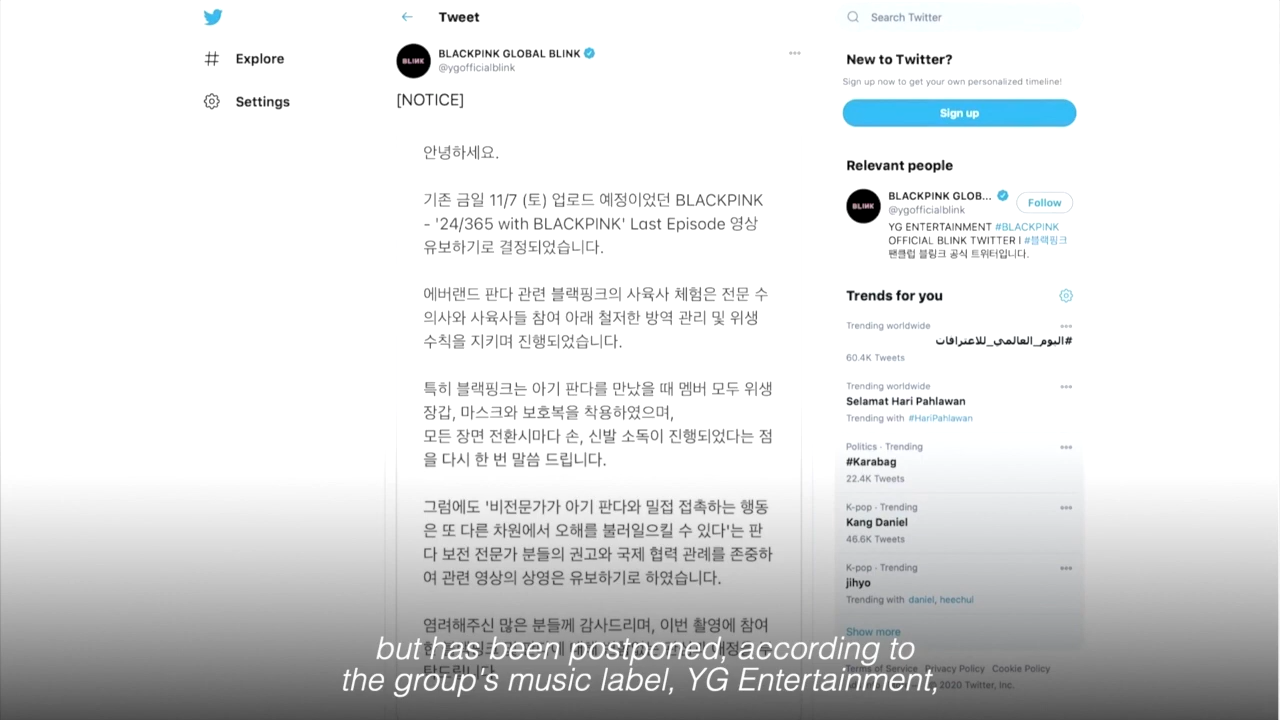 Explore
Settings
Tweet
BLINK
BLACKPINK GLOBAL BLINK
@ygofficialblink
[NOTICE]
안녕하세요.
기존 금일 11/7 (토) 업로드 예정이었던 BLACKPINK
- '24/365 with BLACKPINK' Last Episode 영상
유보하기로 결정되었습니다.
에버랜드 판다 관련 블랙핑크의 사육사 체험은 전문 수
의사와 사육사들 참여 아래 철저한 방역 관리 및 위생
수칙을 지키며 진행되었습니다.
특히 블랙핑크는 아기 판다를 만났을 때 멤버 모두 위생
장갑, 마스크와 보호복을 착용하였으며,
모든 장면 전환시마다 손, 신발 소독이 진행되었다는 점
을 다시 한 번 말씀 드립니다.
그럼에도 '비전문가가 아기 판다와 밀접 접촉하는 행동
은 또 다른 차원에서 오해를 불러일으킬 수 있다'는 판
다 보전 전문가 분들의 권고와 국제 협력 관례를 존중하
여 관련 영상의 상영은 유보하기로 하였습니다.
염려해주신 많은 분들께 감사드리며, 이번 촬영에 참여
but has been postponed, according to
the group's music label, YG Entertainment,
Search Twitter
New to Twitter?
Sign up now to get your own personalized timeline!
Sign up
Relevant people
BLINK
BLACKPINK GLOB...
@ygofficialblink
Follow
YG ENTERTAINMENT #BLACKPINK
OFFICIAL BLINK TWITTER l #블랙핑크
팬클럽 블링크 공식 트위터입니다.
Trends for you
Trending worldwide
#اليوم_العالمي_للاعترافات
60.4K Tweets
Trending worldwide
Selamat Hari Pahlawan
Trending with #HariPahlawan
Politics · Trending
#Karabag
22.4K Tweets
K-pop · Trending
Kang Daniel
46.6K Tweets
K-pop · Trending
jihyo
Trending with daniel, heechul
Show more
Terms of Service Privacy Policy Cookie Policy
2020 Twitter, Inc.